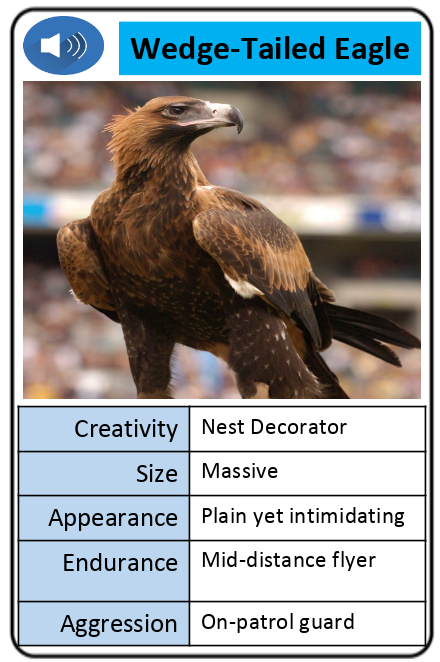 Wedge-Tailed Eagle
Creativity Nest Decorator
Size Massive
Appearance Plain yet intimidating
Endurance Mid-distance flyer
Aggression On-patrol guard